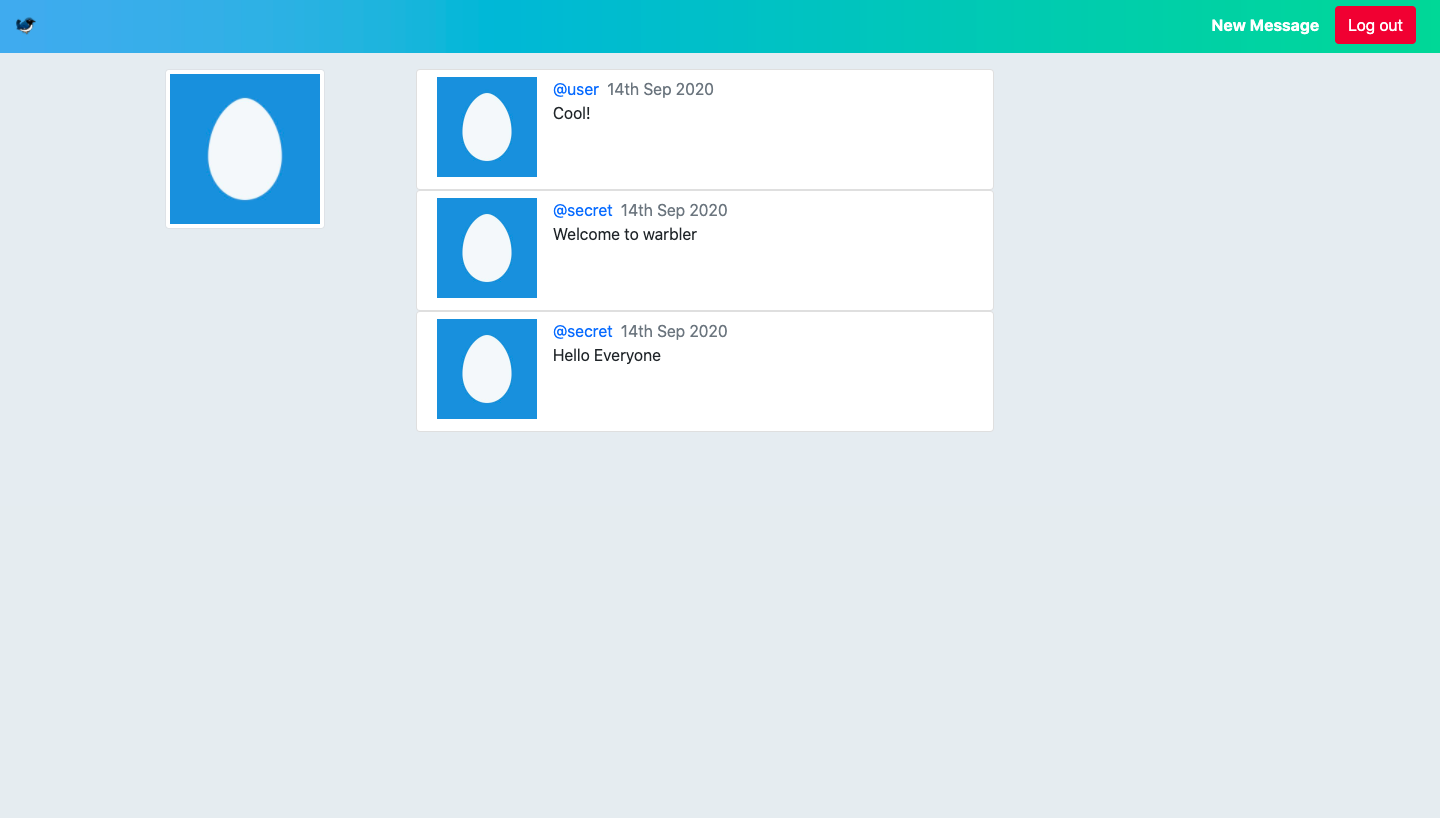 New Message Log out
@user 14th Sep 2020
Cool!
@secret 14th Sep 2020
Welcome to warbler
@secret 14th Sep 2020
Hello Everyone